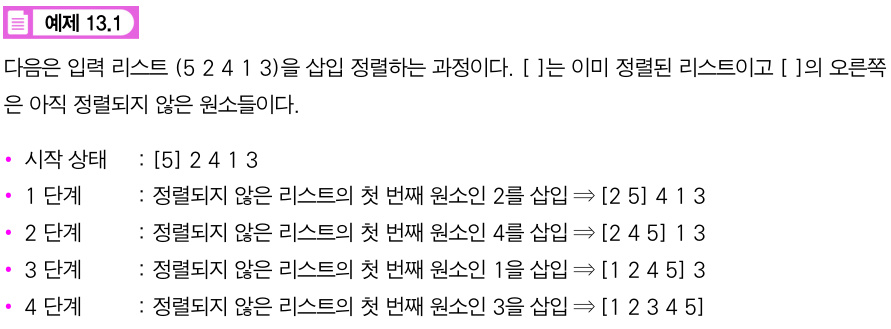 예제 13.1
다음은 입력 리스트 (5 2 4 1 3)을 삽입 정렬하는 과정이다. [ ]는 이미 정렬된 리스트이고 [ ]의 오른쪽
은 아직 정렬되지 않은 원소들이다.
• 시작 상태 : [5] 2 4 1 3
• 1 단계 : 정렬되지 않은 리스트의 첫 번째 원소인 2를 삽입 ⇒ [2 5] 4 1 3
• 2 단계 : 정렬되지 않은 리스트의 첫 번째 원소인 4를 삽입 ⇒ [2 4 5] 1 3
• 3 단계 : 정렬되지 않은 리스트의 첫 번째 원소인 1을 삽입 ⇒ [1 2 4 5] 3
• 4 단계 : 정렬되지 않은 리스트의 첫 번째 원소인 3을 삽입 ⇒ [1 2 3 4 5]